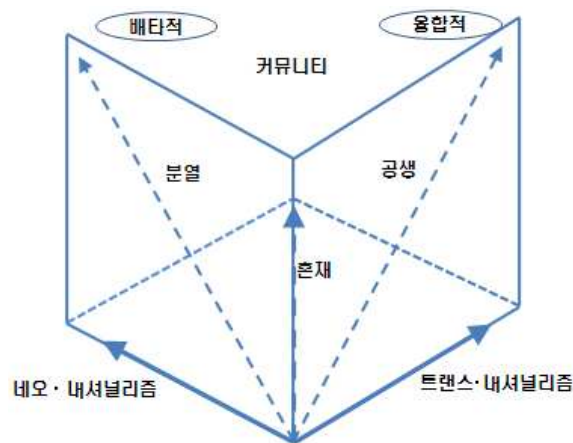 배타적
융합적
커뮤니티
분열
공생
혼재
네오·내셔널리즘
트랜스·내셔널리즘